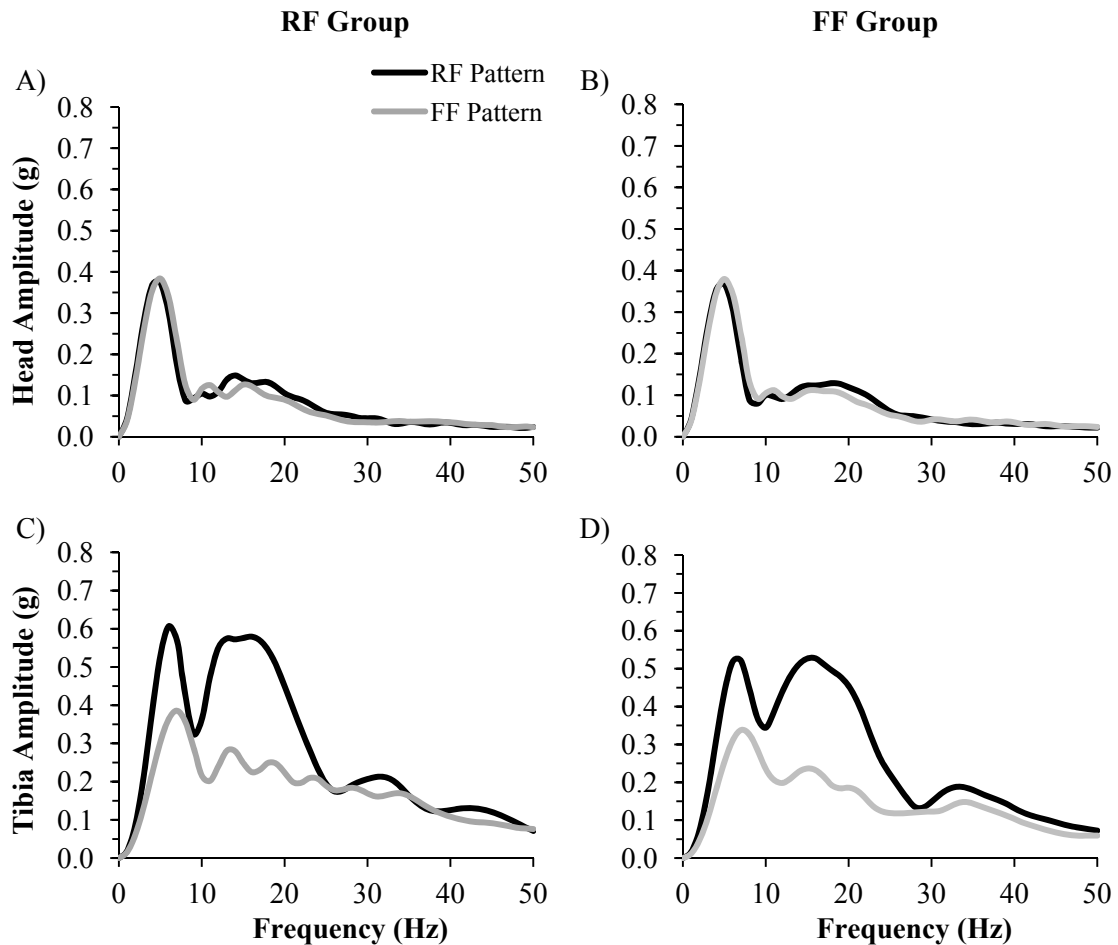 RF Group
FF Group
A)
RF Pattern
FF Pattern
Head Amplitude (g)
0.8
0.7
0.6
0.5
0.4
0.3
0.2
0.1
0.0
0 10 20 30 40 50
B)
0.8
0.7
0.6
0.5
0.4
0.3
0.2
0.1
0.0
0 10 20 30 40 50
C)
Tibia Amplitude (g)
0.8
0.7
0.6
0.5
0.4
0.3
0.2
0.1
0.0
0 10 20 30 40 50
Frequency (Hz)
D)
0.8
0.7
0.6
0.5
0.4
0.3
0.2
0.1
0.0
0 10 20 30 40 50
Frequency (Hz)